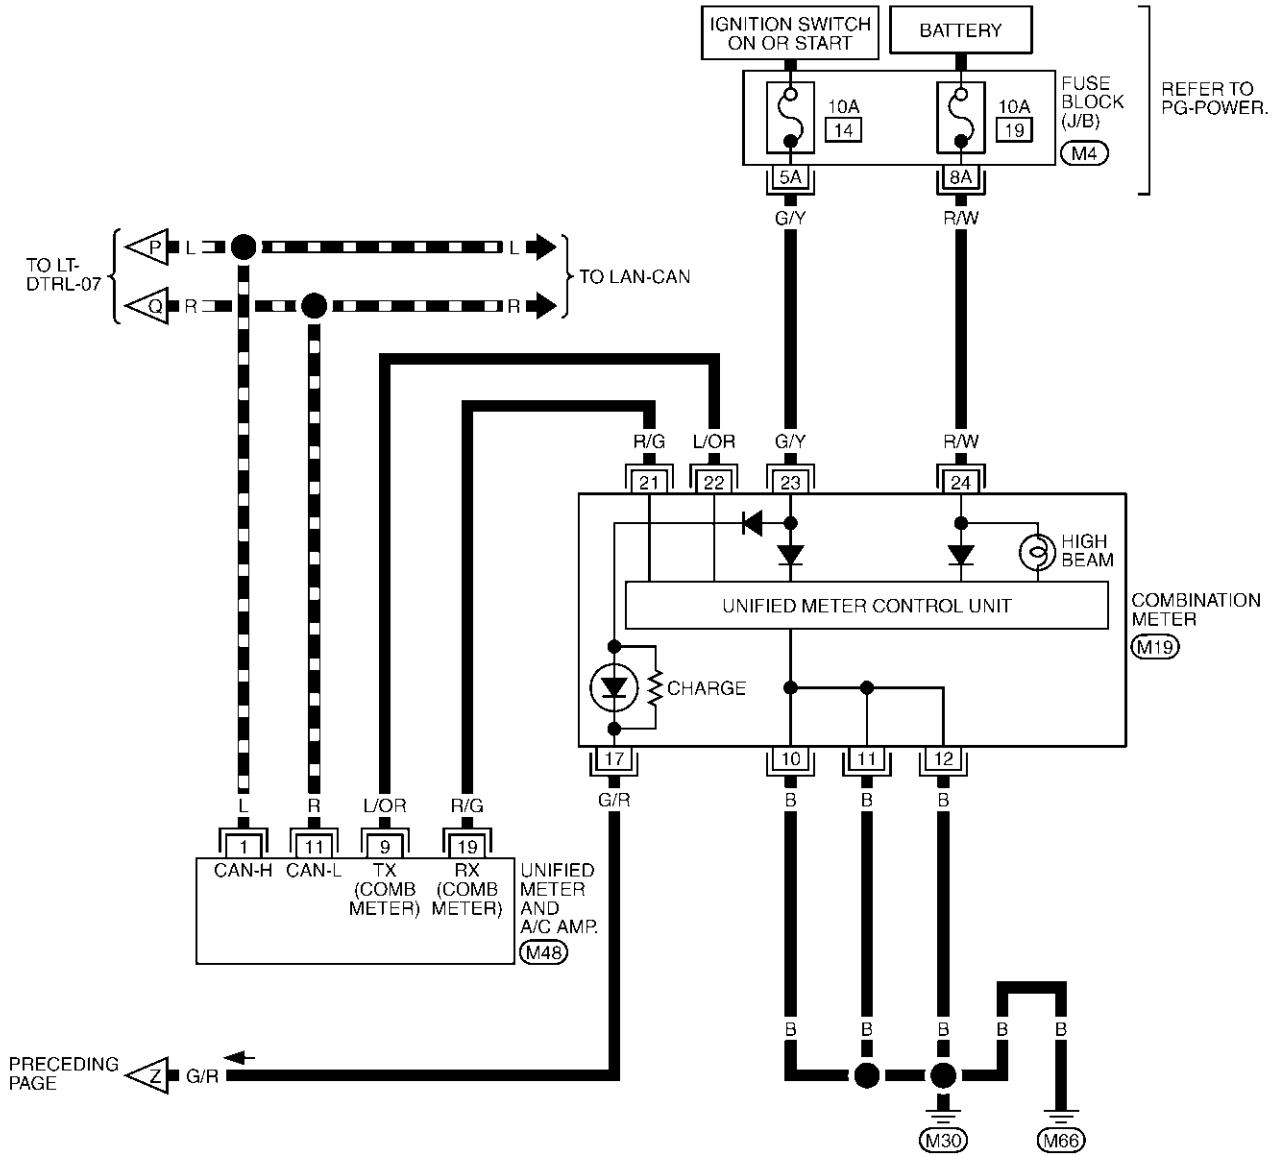 IGNITION SWITCH
ON OR START
BATTERY
10A
14
10A
19
FUSE
BLOCK
(J/B)
M4
REFER TO
PG-POWER.
5A
8A
G/Y
R/W
TO LT-
DTRL-07
P
L
L
Q
R
R
TO LAN-CAN
R/G
L/OR
G/Y
R/W
21
22
23
24
HIGH
BEAM
UNIFIED METER CONTROL UNIT
COMBINATION
METER
M19
CHARGE
17
10
11
12
G/R
B
B
B
L
R
L/OR
R/G
1
11
9
19
CAN-H
CAN-L
TX
(COMB
METER)
RX
(COMB
METER)
UNIFIED
METER
AND
A/C AMP.
M48
B
B
B
B
B
PRECEDING
PAGE
Z
G/R
M30
M66